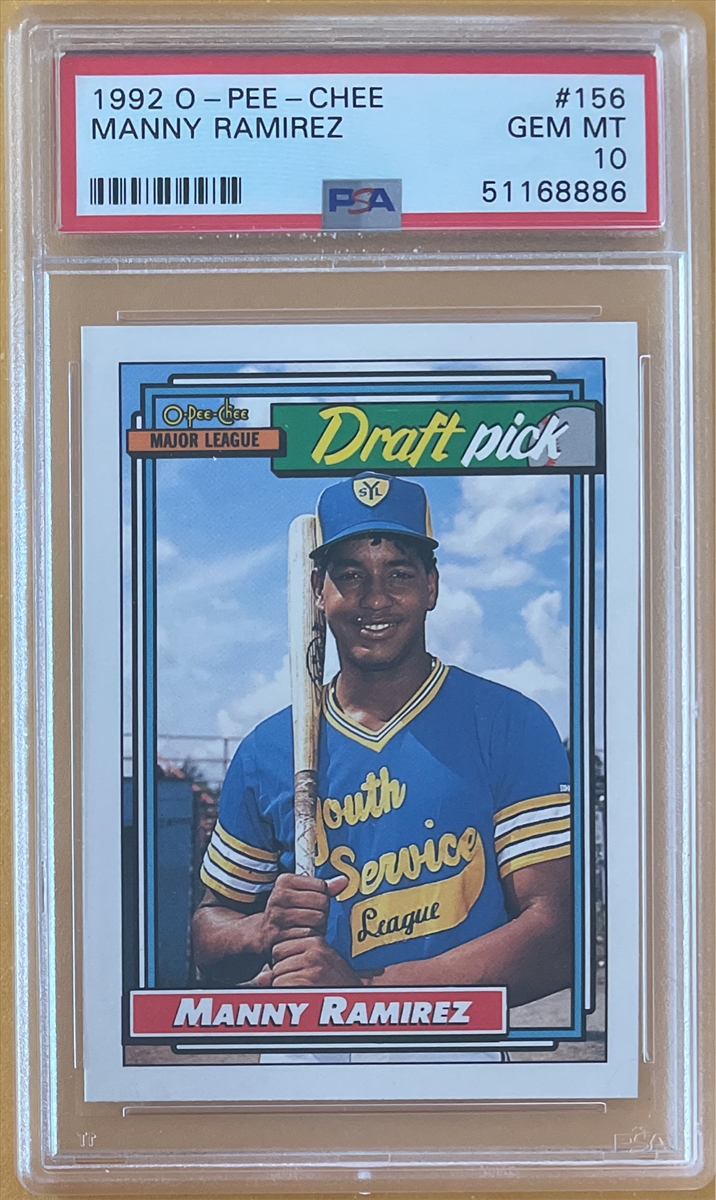 1992 O-PEE-CHEE #156
MANNY RAMIREZ GEM MT
10
51168886
PSA
O-Pee-Chee
MAJOR LEAGUE
Draft pick
SYL
Youth
Service
League
MANNY RAMIREZ
PSA